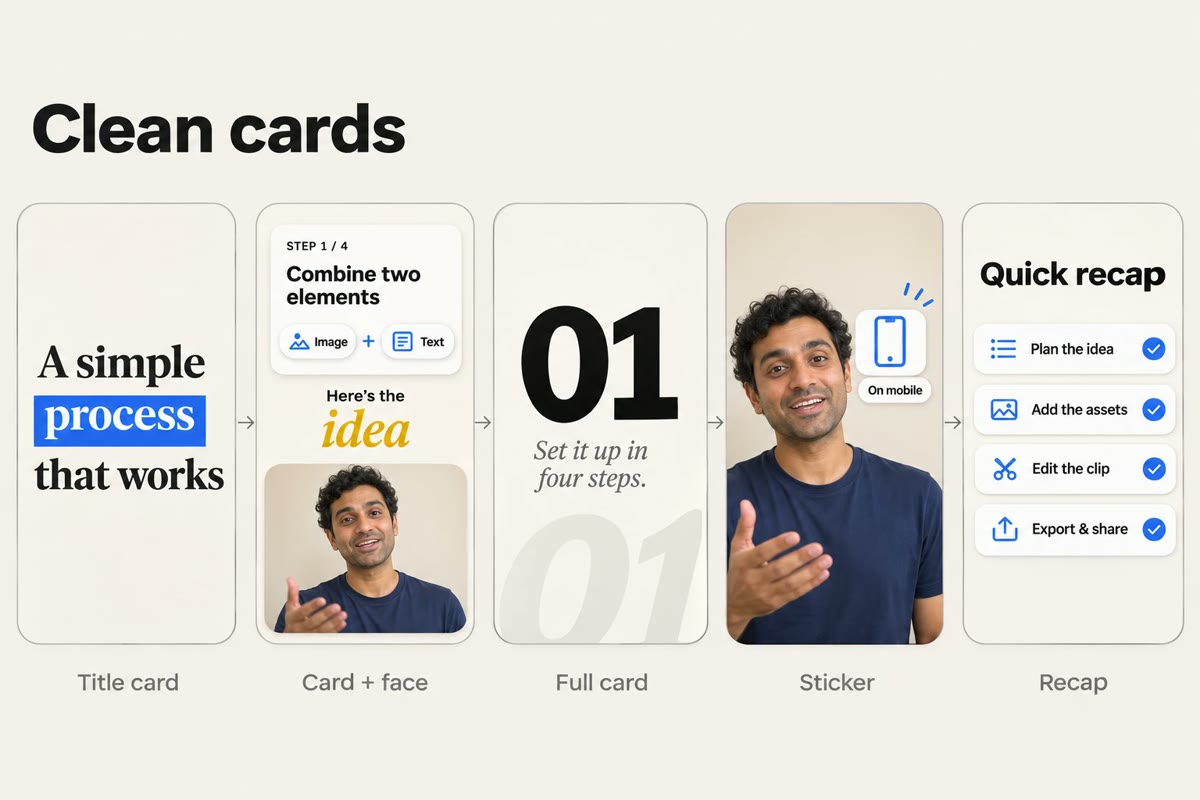 Clean cards
A simple
process
that works
STEP 1 / 4
Combine two
elements
Image + Text
Here's the
idea
01
Set it up in
four steps.
01
On mobile
Quick recap
Plan the idea
Add the assets
Edit the clip
Export & share
Title card
Card + face
Full card
Sticker
Recap